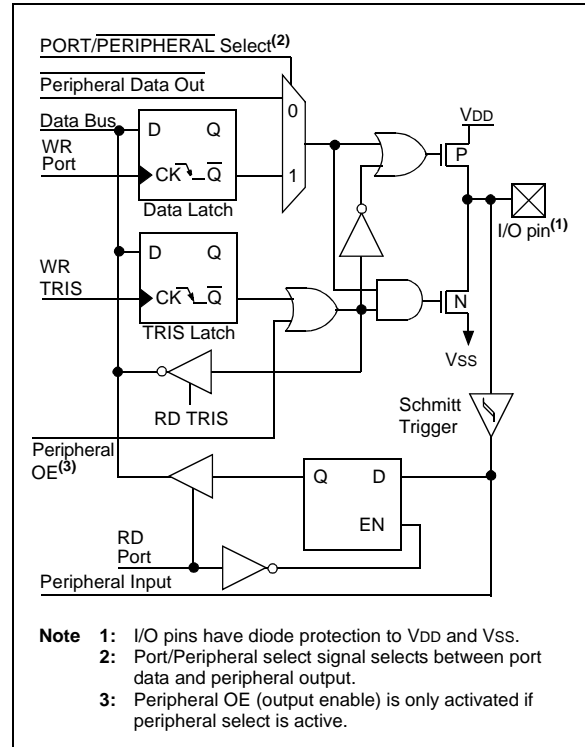 PORT/PERIPHERAL Select(2)
Peripheral Data Out
Data Bus
WR
Port
D Q
CK Q
Data Latch
0
1
VDD
P
I/O pin(1)
WR
TRIS
D Q
CK Q
TRIS Latch
N
VSS
RD TRIS
Schmitt
Trigger
Peripheral
OE(3)
Q D
EN
RD
Port
Peripheral Input
Note 1: I/O pins have diode protection to VDD and VSS.
2: Port/Peripheral select signal selects between port
data and peripheral output.
3: Peripheral OE (output enable) is only activated if
peripheral select is active.